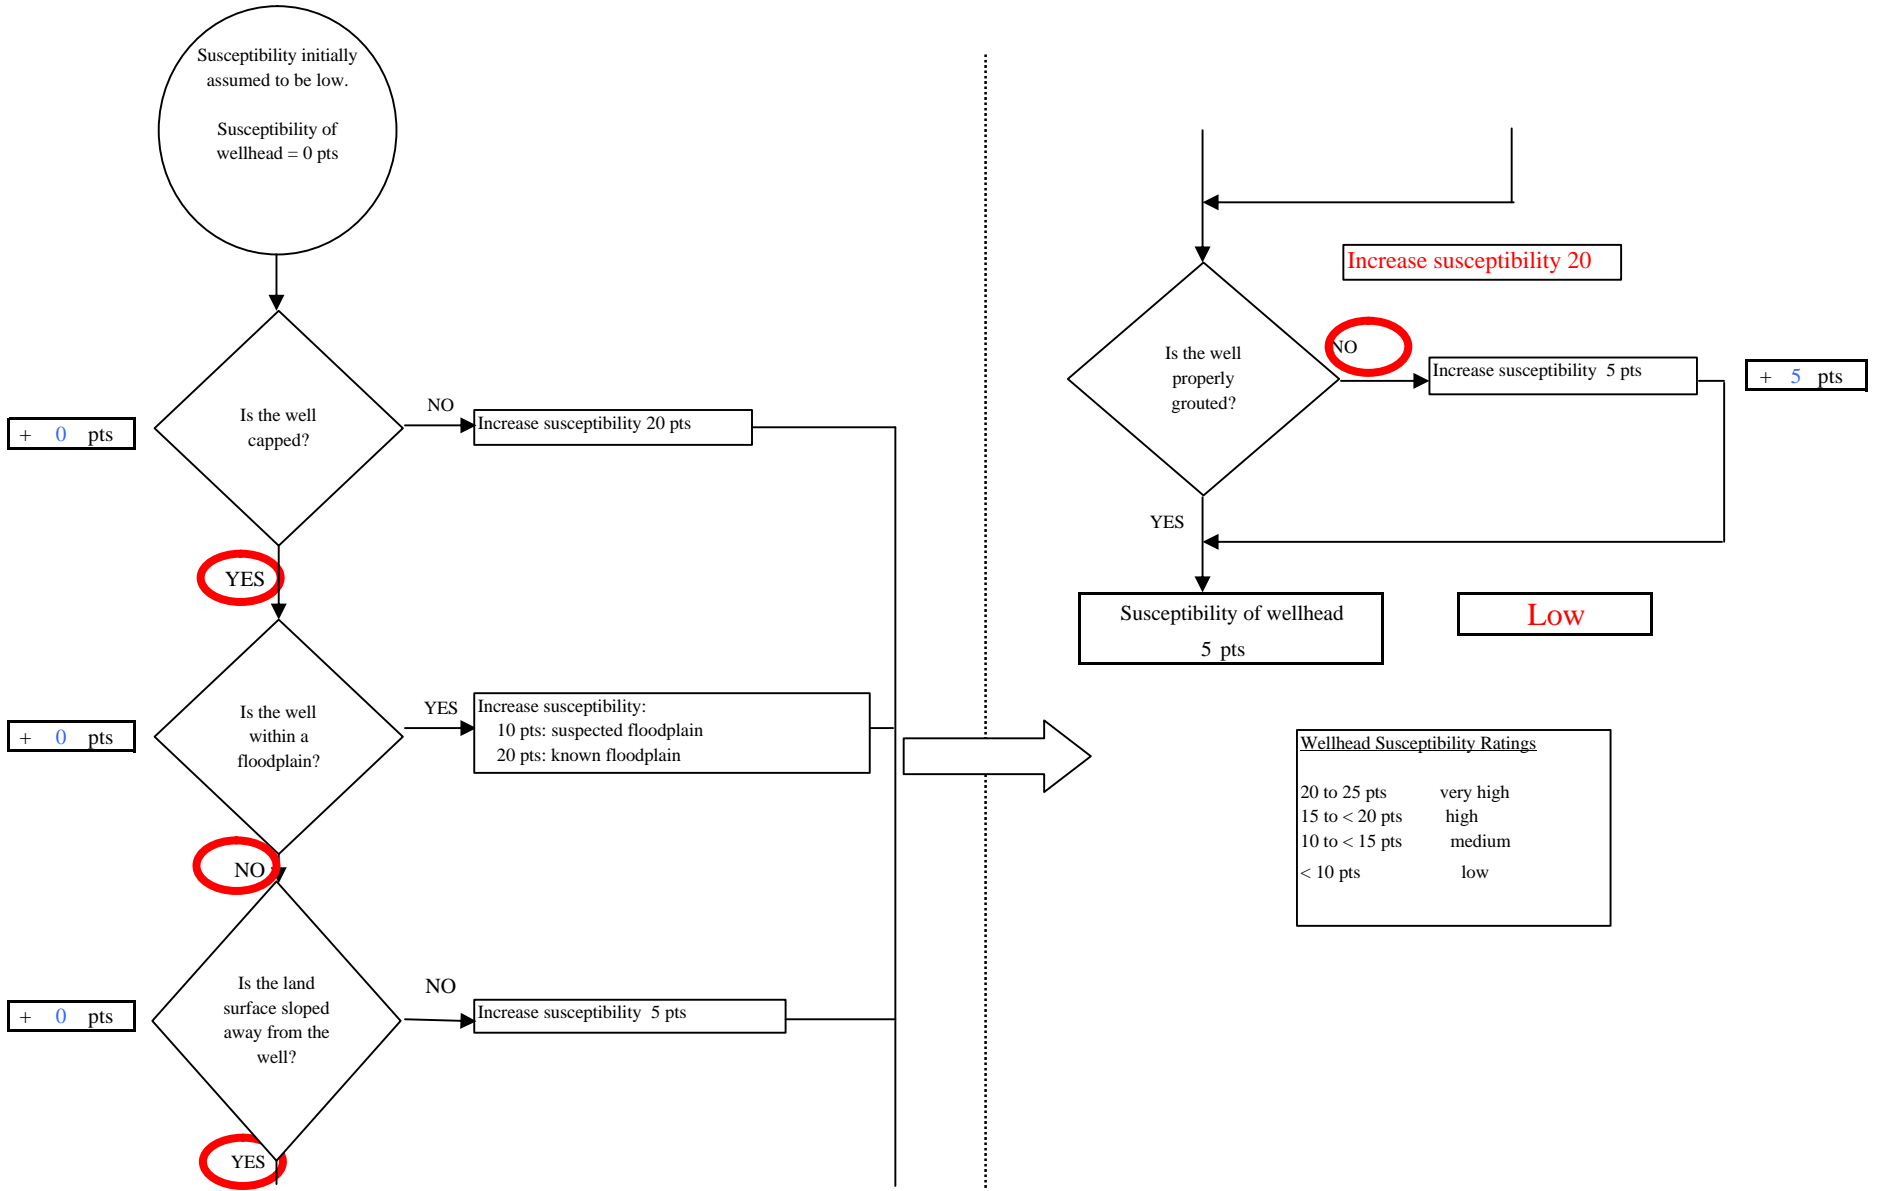 Susceptibility initially
assumed to be low.
Susceptibility of
wellhead = 0 pts
Is the well
capped?
NO
Increase susceptibility 20 pts
+ 0 pts
YES
Is the well
within a
floodplain?
YES
Increase susceptibility:
10 pts: suspected floodplain
20 pts: known floodplain
+ 0 pts
NO
Is the land
surface sloped
away from the
well?
NO
Increase susceptibility 5 pts
+ 0 pts
YES
Increase susceptibility 20
Is the well
properly
grouted?
NO
Increase susceptibility 5 pts
+ 5 pts
YES
Susceptibility of wellhead
5 pts
Low
Wellhead Susceptibility Ratings
20 to 25 pts very high
15 to < 20 pts high
10 to < 15 pts medium
< 10 pts low